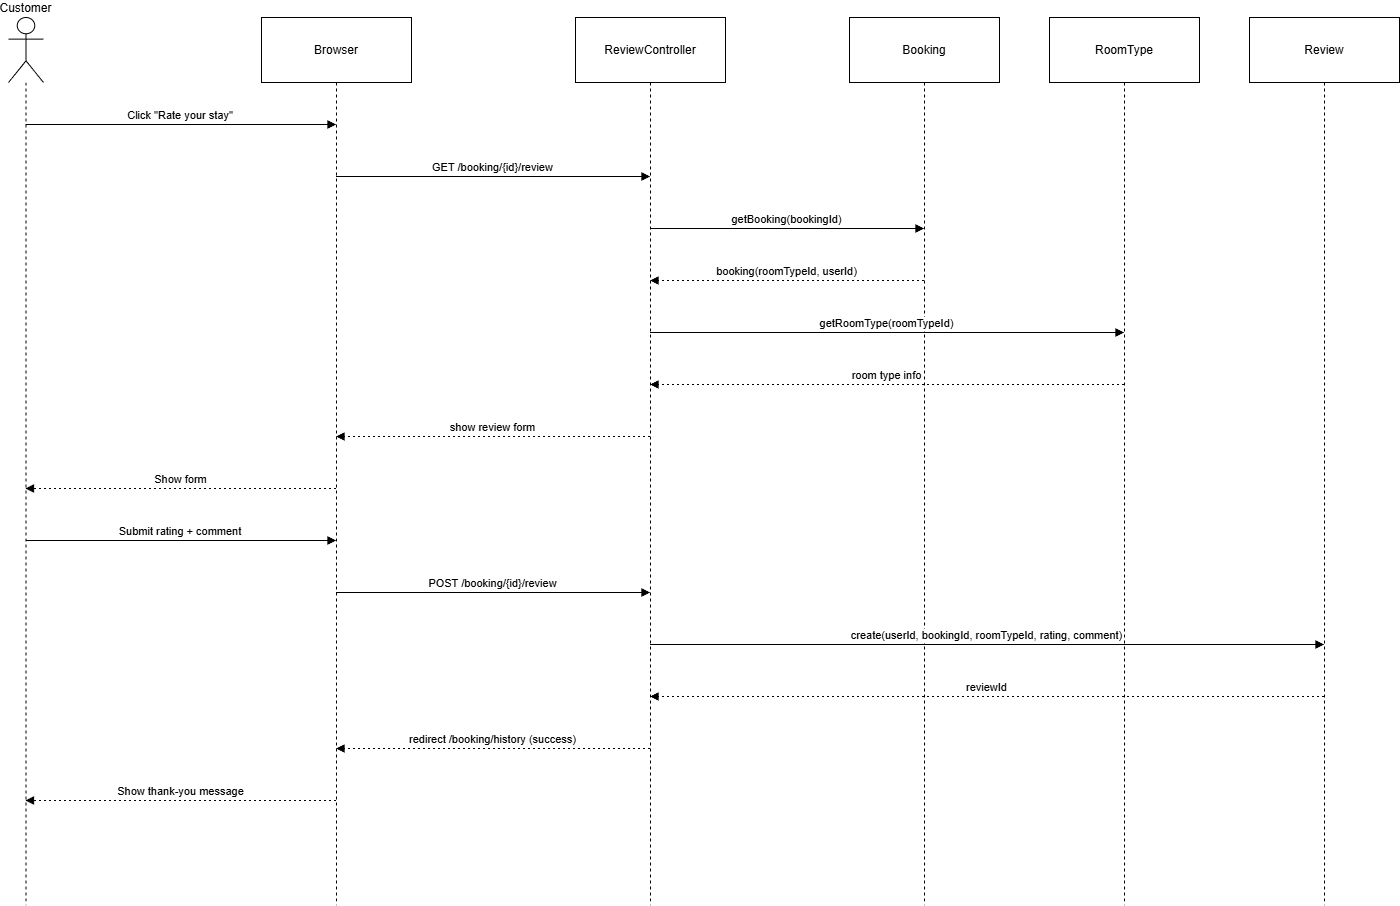 Customer
Browser
ReviewController
Booking
RoomType
Review
Click "Rate your stay"
GET /booking/{id}/review
getBooking(bookingId)
booking(roomTypeId, userId)
getRoomType(roomTypeId)
room type info
show review form
Show form
Submit rating + comment
POST /booking/{id}/review
create(userId, bookingId, roomTypeId, rating, comment)
reviewId
redirect /booking/history (success)
Show thank-you message